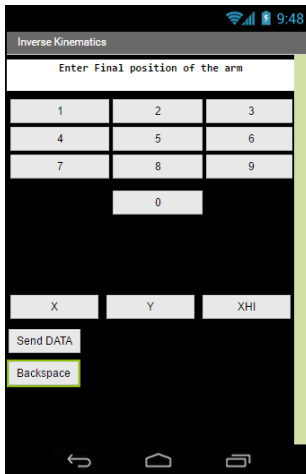 9:48
Inverse Kinematics
Enter Final position of the arm
1 2 3
4 5 6
7 8 9
0
X Y XHI
Send DATA
Backspace